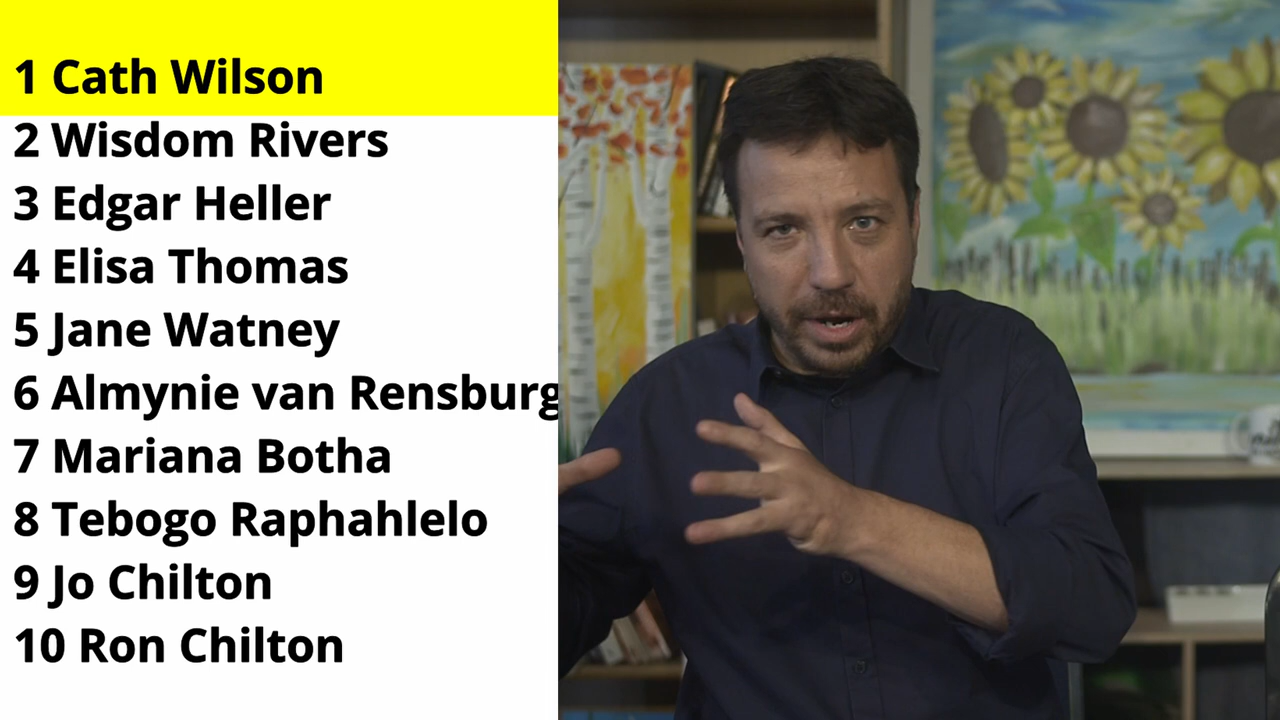 1 Cath Wilson
2 Wisdom Rivers
3 Edgar Heller
4 Elisa Thomas
5 Jane Watney
6 Almynie van Rensburg
7 Mariana Botha
8 Tebogo Raphahlelo
9 Jo Chilton
10 Ron Chilton